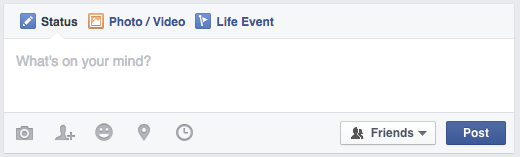 Status Photo / Video Life Event
What's on your mind?
Friends Post